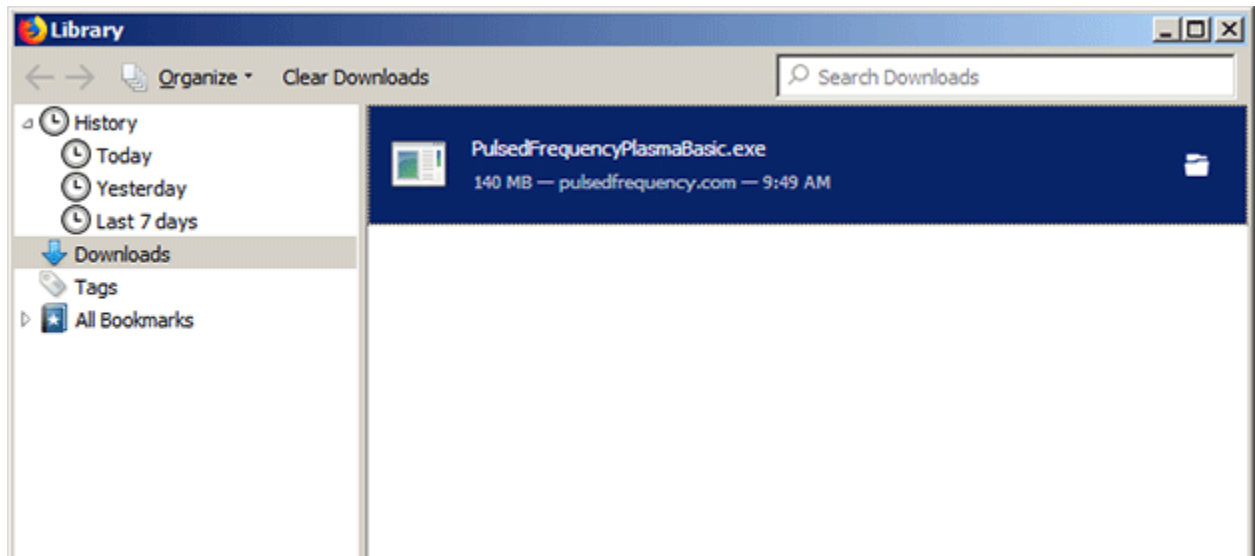 Library
Organize Clear Downloads Search Downloads
History
Today
Yesterday
Last 7 days
Downloads
Tags
All Bookmarks
PulsedFrequencyPlasmaBasic.exe
140 MB — pulsedfrequency.com — 9:49 AM